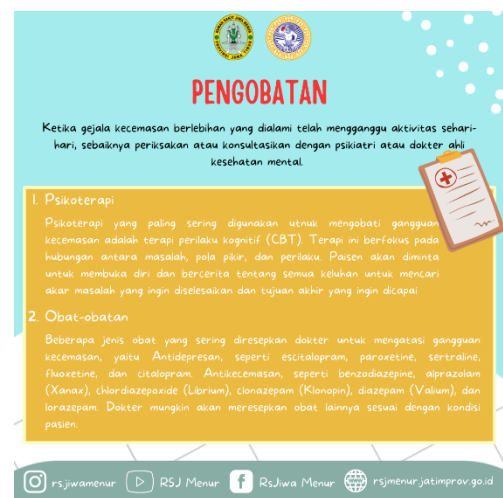 PENGOBATAN
Ketika gejala kecemasan berlebihan yang dialami telah mengganggu aktivitas sehari-
hari, sebaiknya periksakan atau konsultasikan dengan psikiatri atau dokter ahli
kesehatan mental.
1. Psikoterapi
Psikoterapi yang paling sering digunakan utnuk mengobati gangguan
kecemasan adalah terapi perilaku kognitif (CBT). Terapi ini berfokus pada
hubungan antara masalah, pola pikir, dan perilaku. Paisen akan diminta
untuk membuka diri dan bercerita tentang semua keluhan untuk mencari
akar masalah yang ingin diselesaikan dan tujuan akhir yang ingin dicapai
2. Obat-obatan
Beberapa jenis obat yang sering diresepkan dokter untuk mengatasi gangguan
kecemasan, yaitu Antidepresan, seperti escitalopram, paroxetine, sertraline,
fluoxetine, dan citalopram. Antikecemasan, seperti benzodiazepine, alprazolam
(Xanax), chlordiazepoxide (Librium), clonazepam (Klonopin), diazepam (Valium), dan
lorazepam. Dokter mungkin akan meresepkan obat lainnya sesuai dengan kondisi
pasien.
rsjiwamenur RSJ Menur RsJiwa Menur rsjmenur.jatimprov.go.id